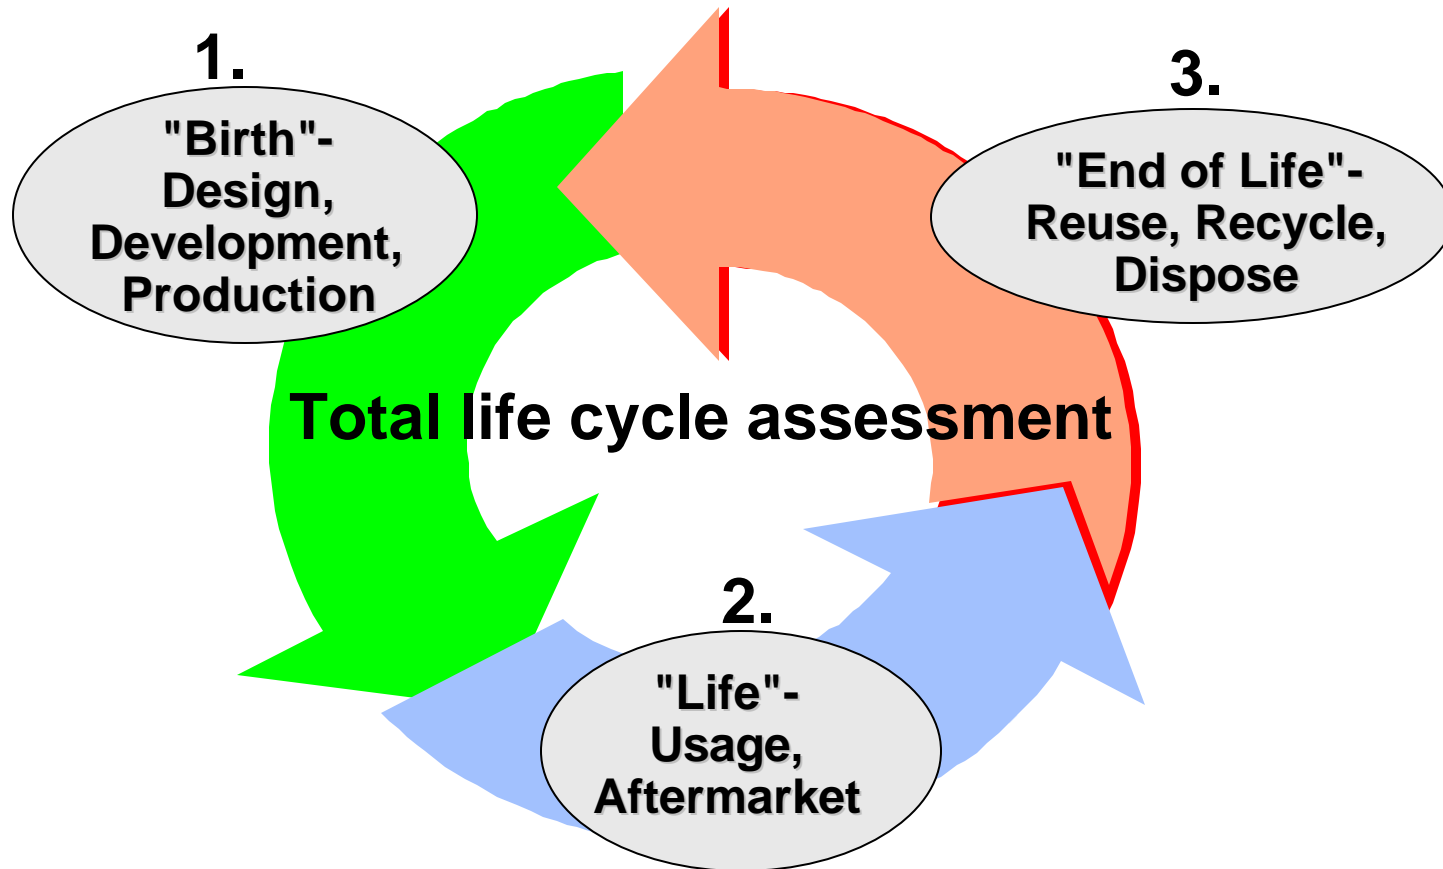 1.
"Birth"-
Design,
Development,
Production
3.
"End of Life"-
Reuse, Recycle,
Dispose
Total life cycle assessment
2.
"Life"-
Usage,
Aftermarket